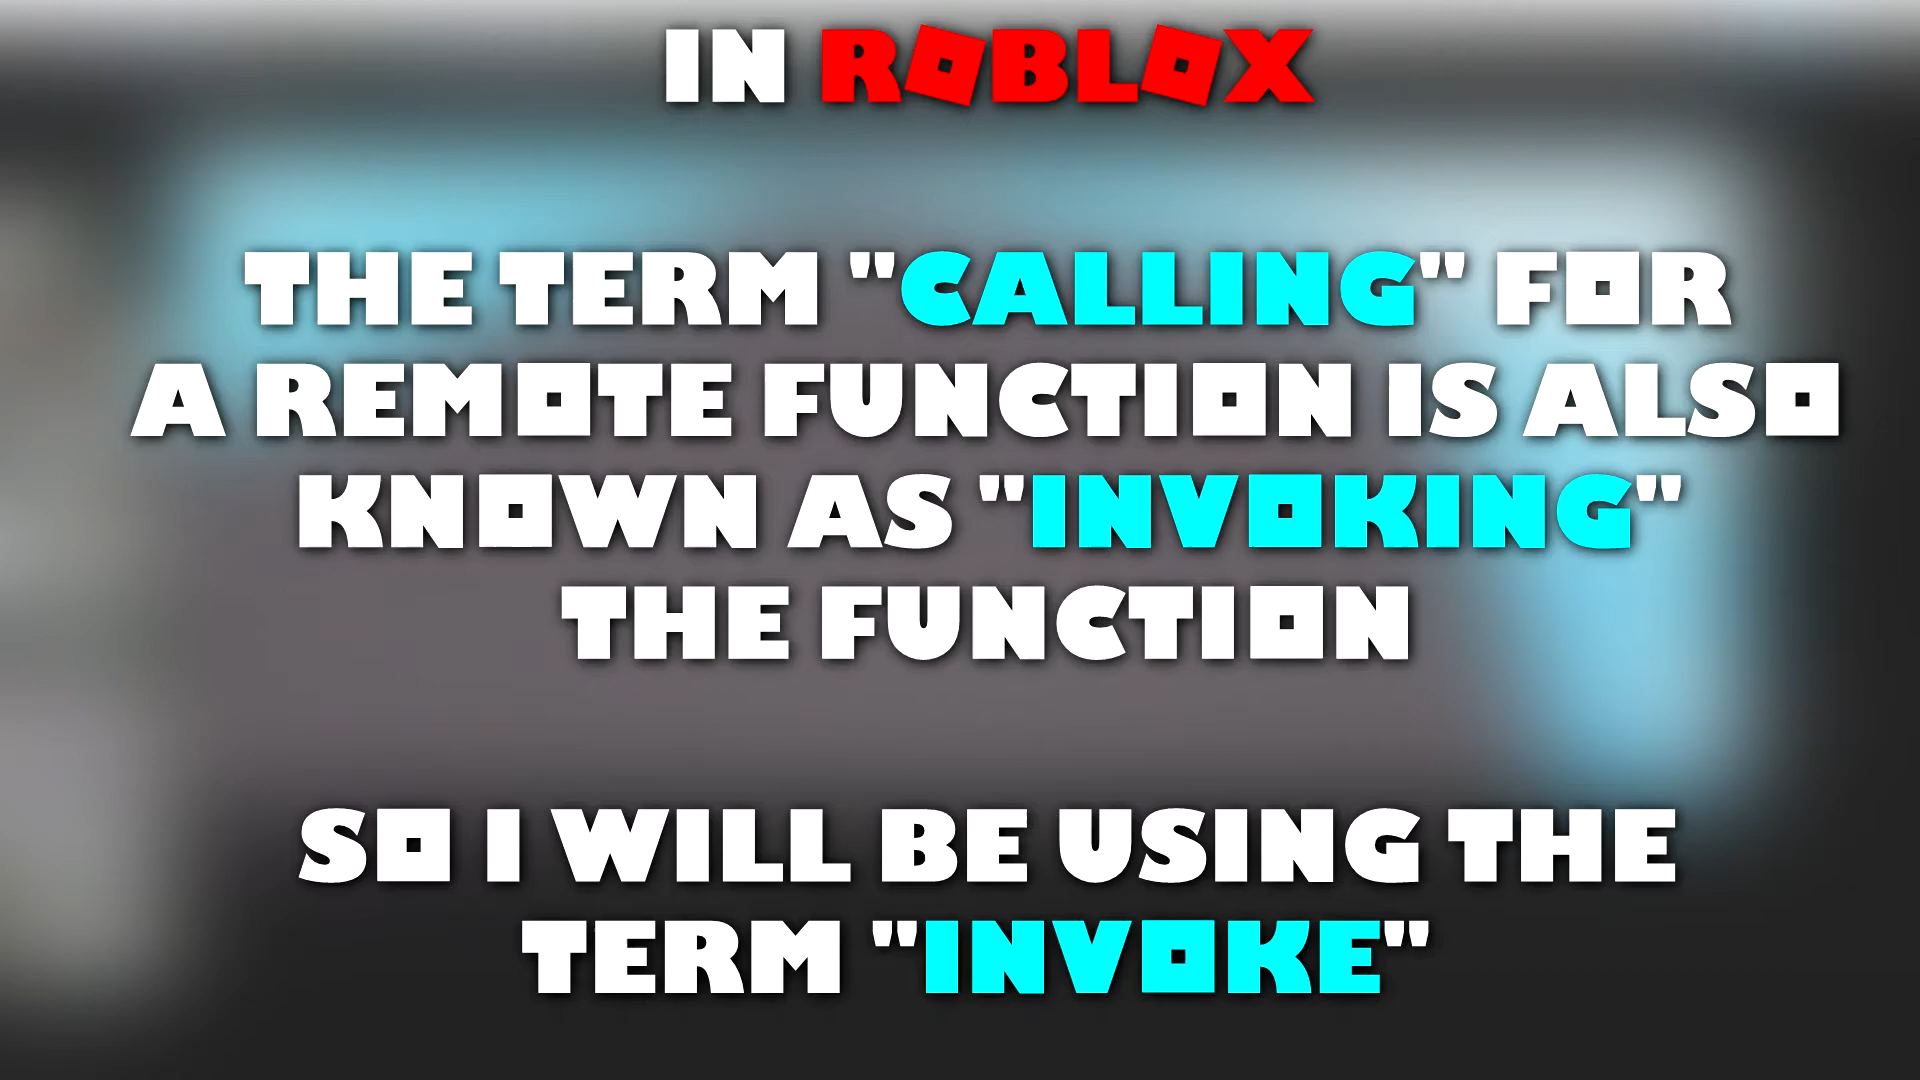 IN ROBLOX
THE TERM "CALLING" FOR
A REMOTE FUNCTION IS ALSO
KNOWN AS "INVOKING"
THE FUNCTION
SO I WILL BE USING THE
TERM "INVOKE"